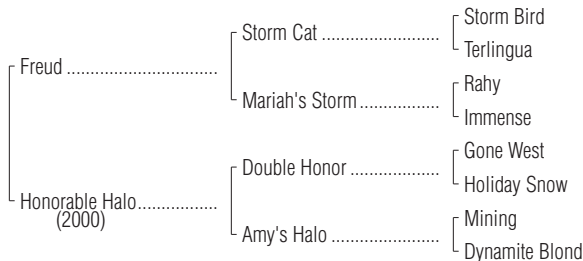 Storm Bird
Storm Cat ........................
Terlingua
Freud ................................
Rahy
Mariah's Storm .................
Immense
Gone West
Double Honor ...................
Holiday Snow
Honorable Halo.................
(2000)
Mining
Amy's Halo .......................
Dynamite Blond